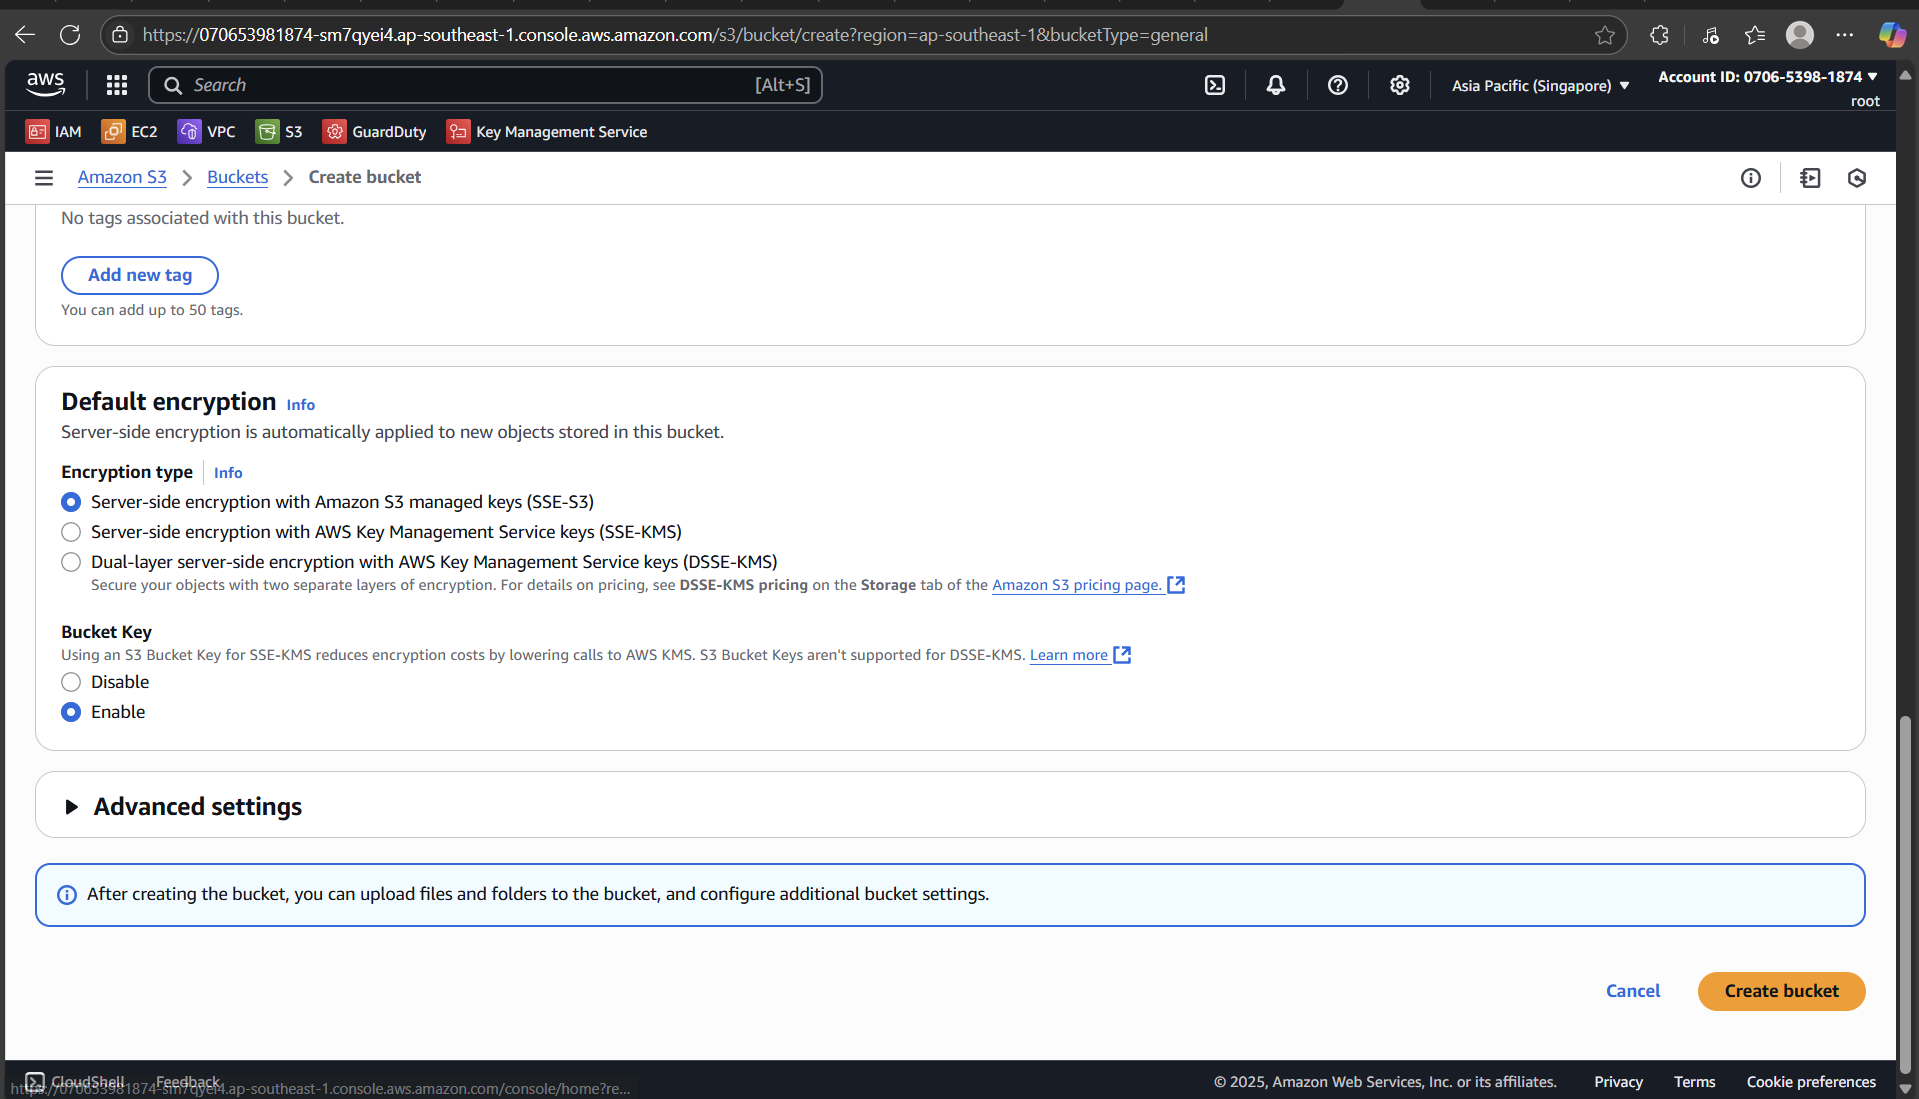 https://070653981874-sm7qyei4.ap-southeast-1.console.aws.amazon.com/s3/bucket/create?region=ap-southeast-1&bucketType=general
aws
Search
[Alt+S]
Asia Pacific (Singapore)
Account ID: 0706-5398-1874
root
IAM
EC2
VPC
S3
GuardDuty
Key Management Service
Amazon S3
Buckets
Create bucket
No tags associated with this bucket.
Add new tag
You can add up to 50 tags.
Default encryption Info
Server-side encryption is automatically applied to new objects stored in this bucket.
Encryption type Info
Server-side encryption with Amazon S3 managed keys (SSE-S3)
Server-side encryption with AWS Key Management Service keys (SSE-KMS)
Dual-layer server-side encryption with AWS Key Management Service keys (DSSE-KMS)
Secure your objects with two separate layers of encryption. For details on pricing, see DSSE-KMS pricing on the Storage tab of the Amazon S3 pricing page.
Bucket Key
Using an S3 Bucket Key for SSE-KMS reduces encryption costs by lowering calls to AWS KMS. S3 Bucket Keys aren't supported for DSSE-KMS. Learn more
Disable
Enable
Advanced settings
After creating the bucket, you can upload files and folders to the bucket, and configure additional bucket settings.
Cancel
Create bucket
CloudShell
Feedback
https://070653981874-sm7qyei4.ap-southeast-1.console.aws.amazon.com/console/home?re...
© 2025, Amazon Web Services, Inc. or its affiliates.
Privacy
Terms
Cookie preferences